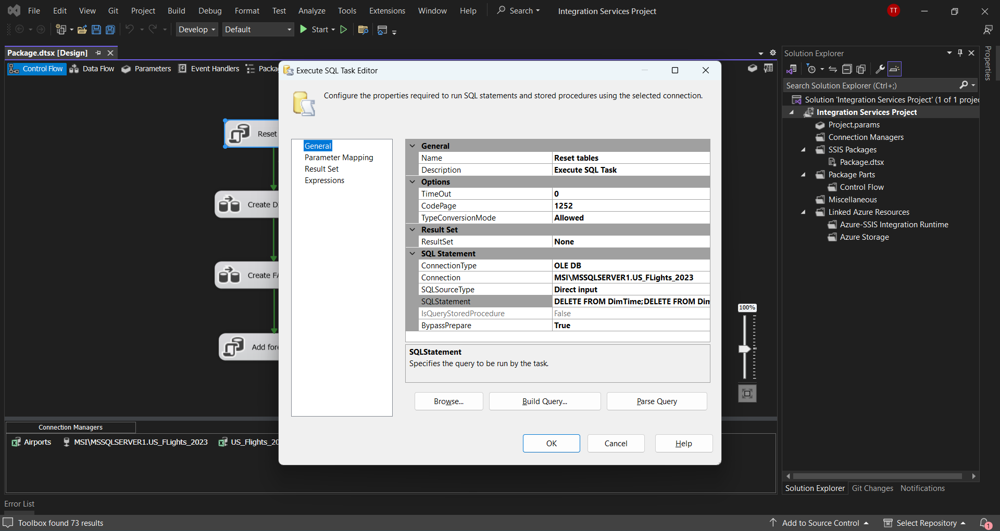 File Edit View Git Project Build Debug Format Test Analyze Tools Extensions Window Help Search Integration Services Project TT
Develop Default Start
Package.dtsx [Design]
Control Flow Data Flow Parameters Event Handlers Packa
Reset
Create D
Create FA
Add fore
Execute SQL Task Editor
Configure the properties required to run SQL statements and stored procedures using the selected connection.
General
Parameter Mapping
Result Set
Expressions
General
Name Reset tables
Description Execute SQL Task
Options
TimeOut 0
CodePage 1252
TypeConversionMode Allowed
Result Set
ResultSet None
SQL Statement
ConnectionType OLE DB
Connection MSI\MSSQLSERVER1.US_FLights_2023
SQLSourceType Direct input
SQLStatement DELETE FROM DimTime;DELETE FROM Dim
IsQueryStoredProcedure False
BypassPrepare True
SQLStatement
Specifies the query to be run by the task.
Browse... Build Query... Parse Query
OK Cancel Help
100%
Connection Managers
Airports MSI\MSSQLSERVER1.US_FLights_2023 US_Flights_20
Error List
Toolbox found 73 results
Solution Explorer
Search Solution Explorer (Ctrl+;)
Solution 'Integration Services Project' (1 of 1 projec
Integration Services Project
Project.params
Connection Managers
SSIS Packages
Package.dtsx
Package Parts
Control Flow
Miscellaneous
Linked Azure Resources
Azure-SSIS Integration Runtime
Azure Storage
Solution Explorer Git Changes Notifications
Properties
Add to Source Control Select Repository 1